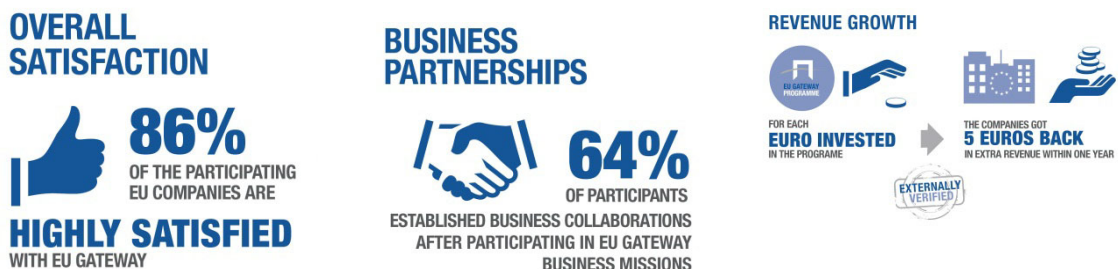 OVERALL
SATISFACTION
86%
OF THE PARTICIPATING
EU COMPANIES ARE
HIGHLY SATISFIED
WITH EU GATEWAY
BUSINESS
PARTNERSHIPS
64%
OF PARTICIPANTS
ESTABLISHED BUSINESS COLLABORATIONS
AFTER PARTICIPATING IN EU GATEWAY
BUSINESS MISSIONS
REVENUE GROWTH
EU GATEWAY
PROGRAMME
FOR EACH
EURO INVESTED
IN THE PROGRAME
THE COMPANIES GOT
5 EUROS BACK
IN EXTRA REVENUE WITHIN ONE YEAR
EXTERNALLY
VERIFIED